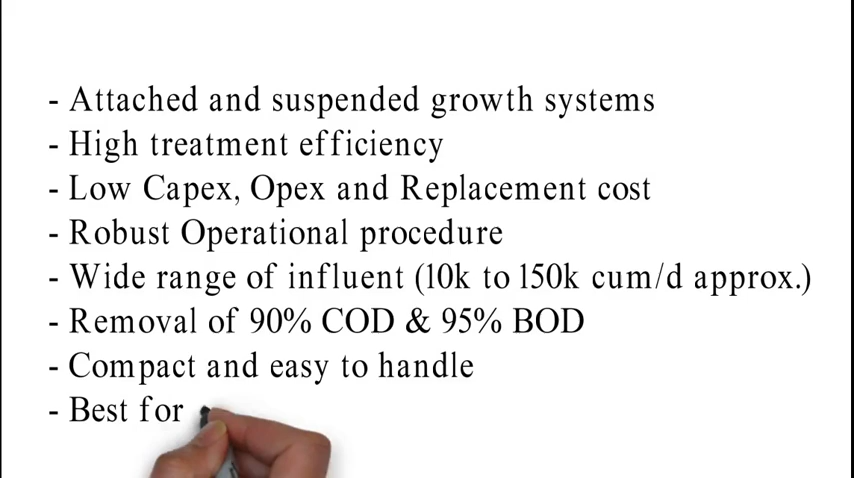 - Attached and suspended growth systems
- High treatment efficiency
- Low Capex, Opex and Replacement cost
- Robust Operational procedure
- Wide range of influent (10k to 150k cum/d approx.)
- Removal of 90% COD & 95% BOD
- Compact and easy to handle
- Best for